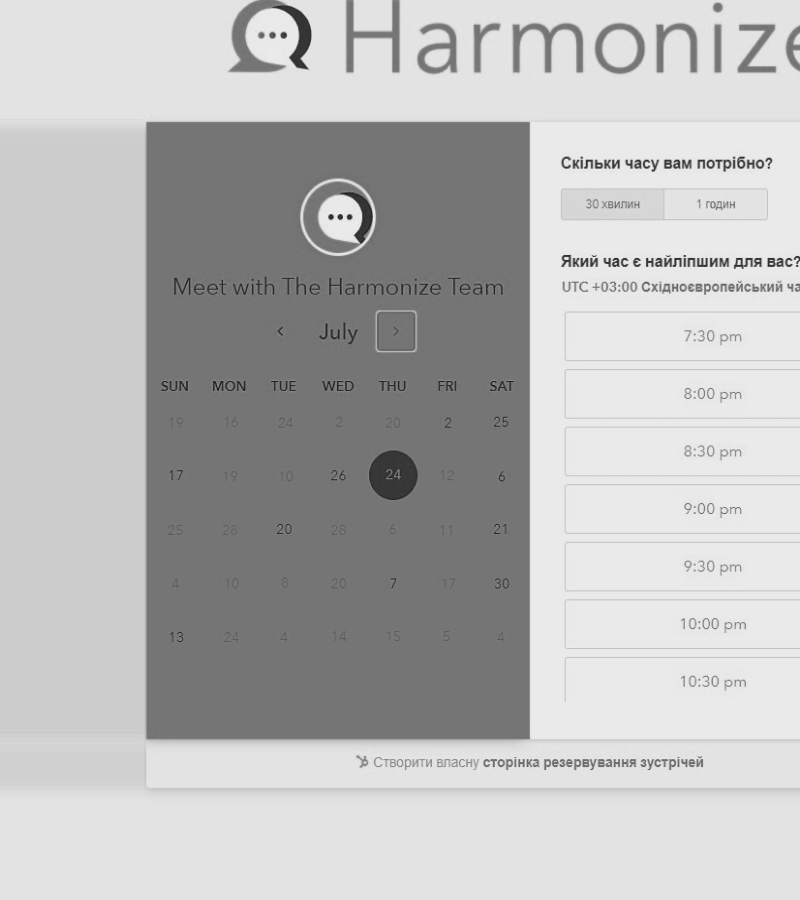 Harmonize
Meet with The Harmonize Team
July
SUN MON TUE WED THU FRI SAT
19 16 24 2 20 2 25
17 19 10 26 24 12 6
25 28 20 28 6 11 21
4 10 8 20 7 17 30
13 24 4 14 15 5 4
Скільки часу вам потрібно?
30 хвилин 1 годин
Який час є найліпшим для вас?
UTC +03:00 Східноєвропейський ча
7:30 pm
8:00 pm
8:30 pm
9:00 pm
9:30 pm
10:00 pm
10:30 pm
Створити власну сторінка резервування зустрічей